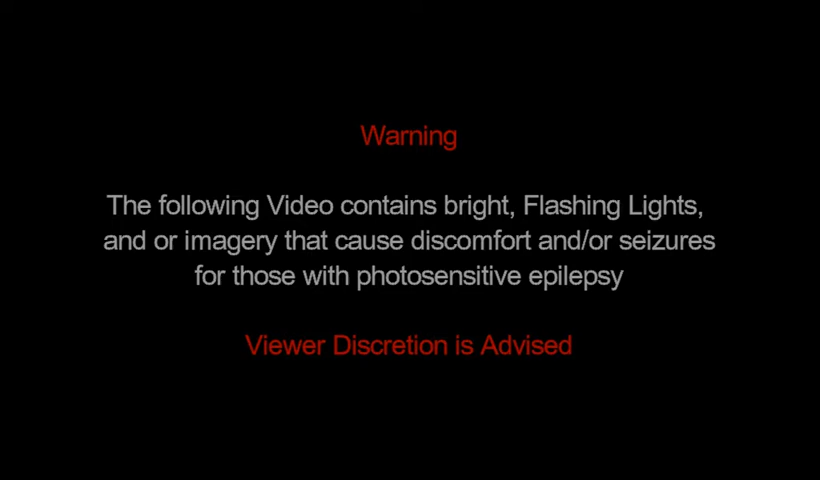 Warning
The following Video contains bright, Flashing Lights,
and or imagery that cause discomfort and/or seizures
for those with photosensitive epilepsy
Viewer Discretion is Advised